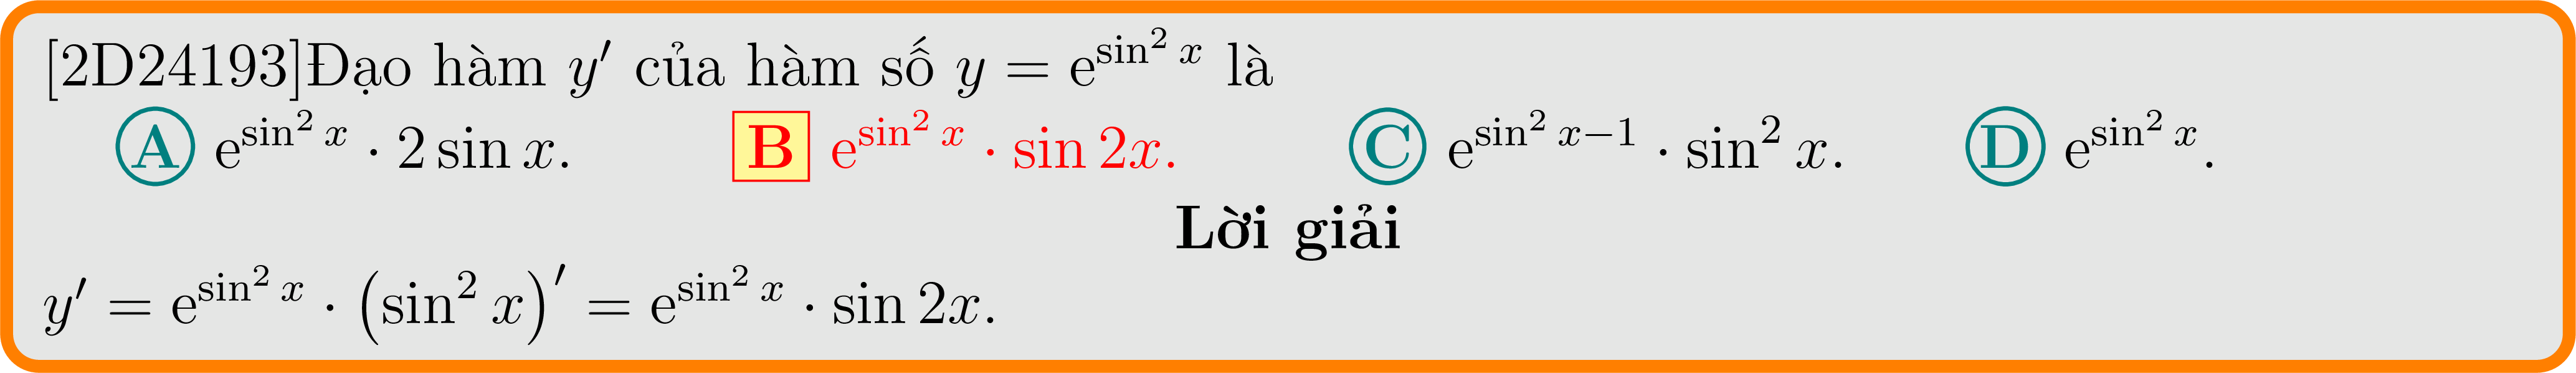 [2D24193]Đạo hàm $y'$ của hàm số $y = \mathrm{e}^{\sin^2 x}$ là
A $\mathrm{e}^{\sin^2 x} \cdot 2\sin x.$ B $\mathrm{e}^{\sin^2 x} \cdot \sin 2x.$ C $\mathrm{e}^{\sin^2 x - 1} \cdot \sin^2 x.$ D $\mathrm{e}^{\sin^2 x}.$
Lời giải
$y' = \mathrm{e}^{\sin^2 x} \cdot \left(\sin^2 x\right)' = \mathrm{e}^{\sin^2 x} \cdot \sin 2x.$